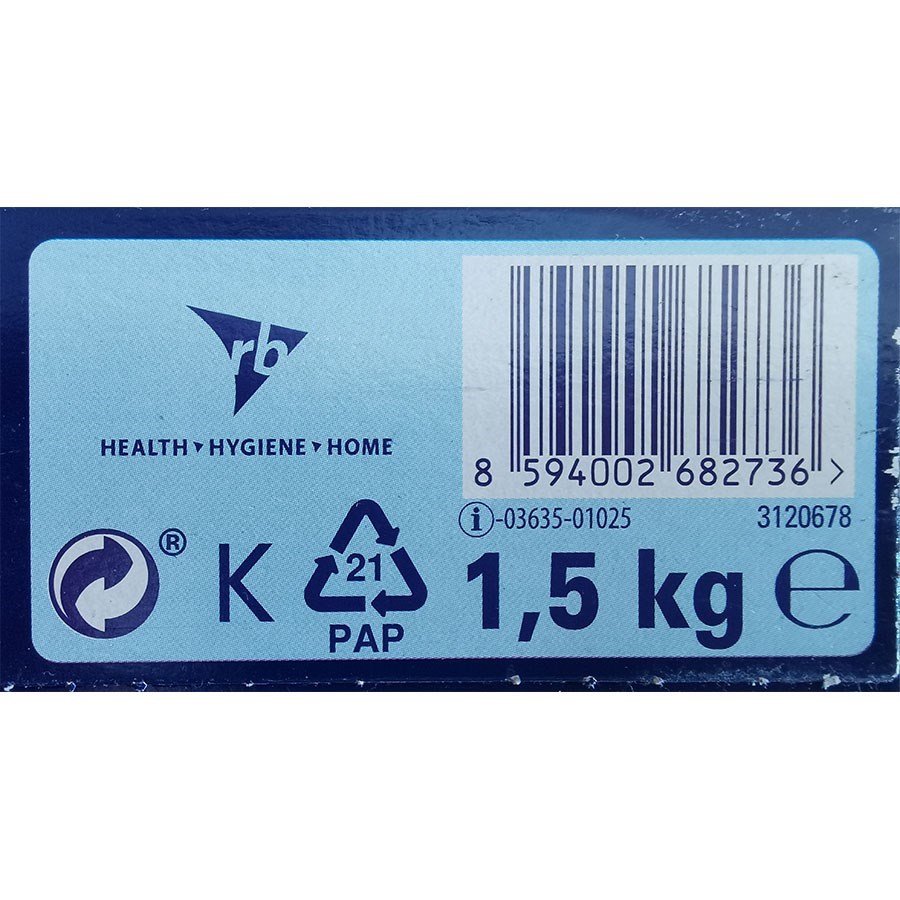 rb
HEALTH HYGIENE HOME
8 594002 682736 >
i-03635-01025 3120678
® K 21 1,5 kg e
PAP